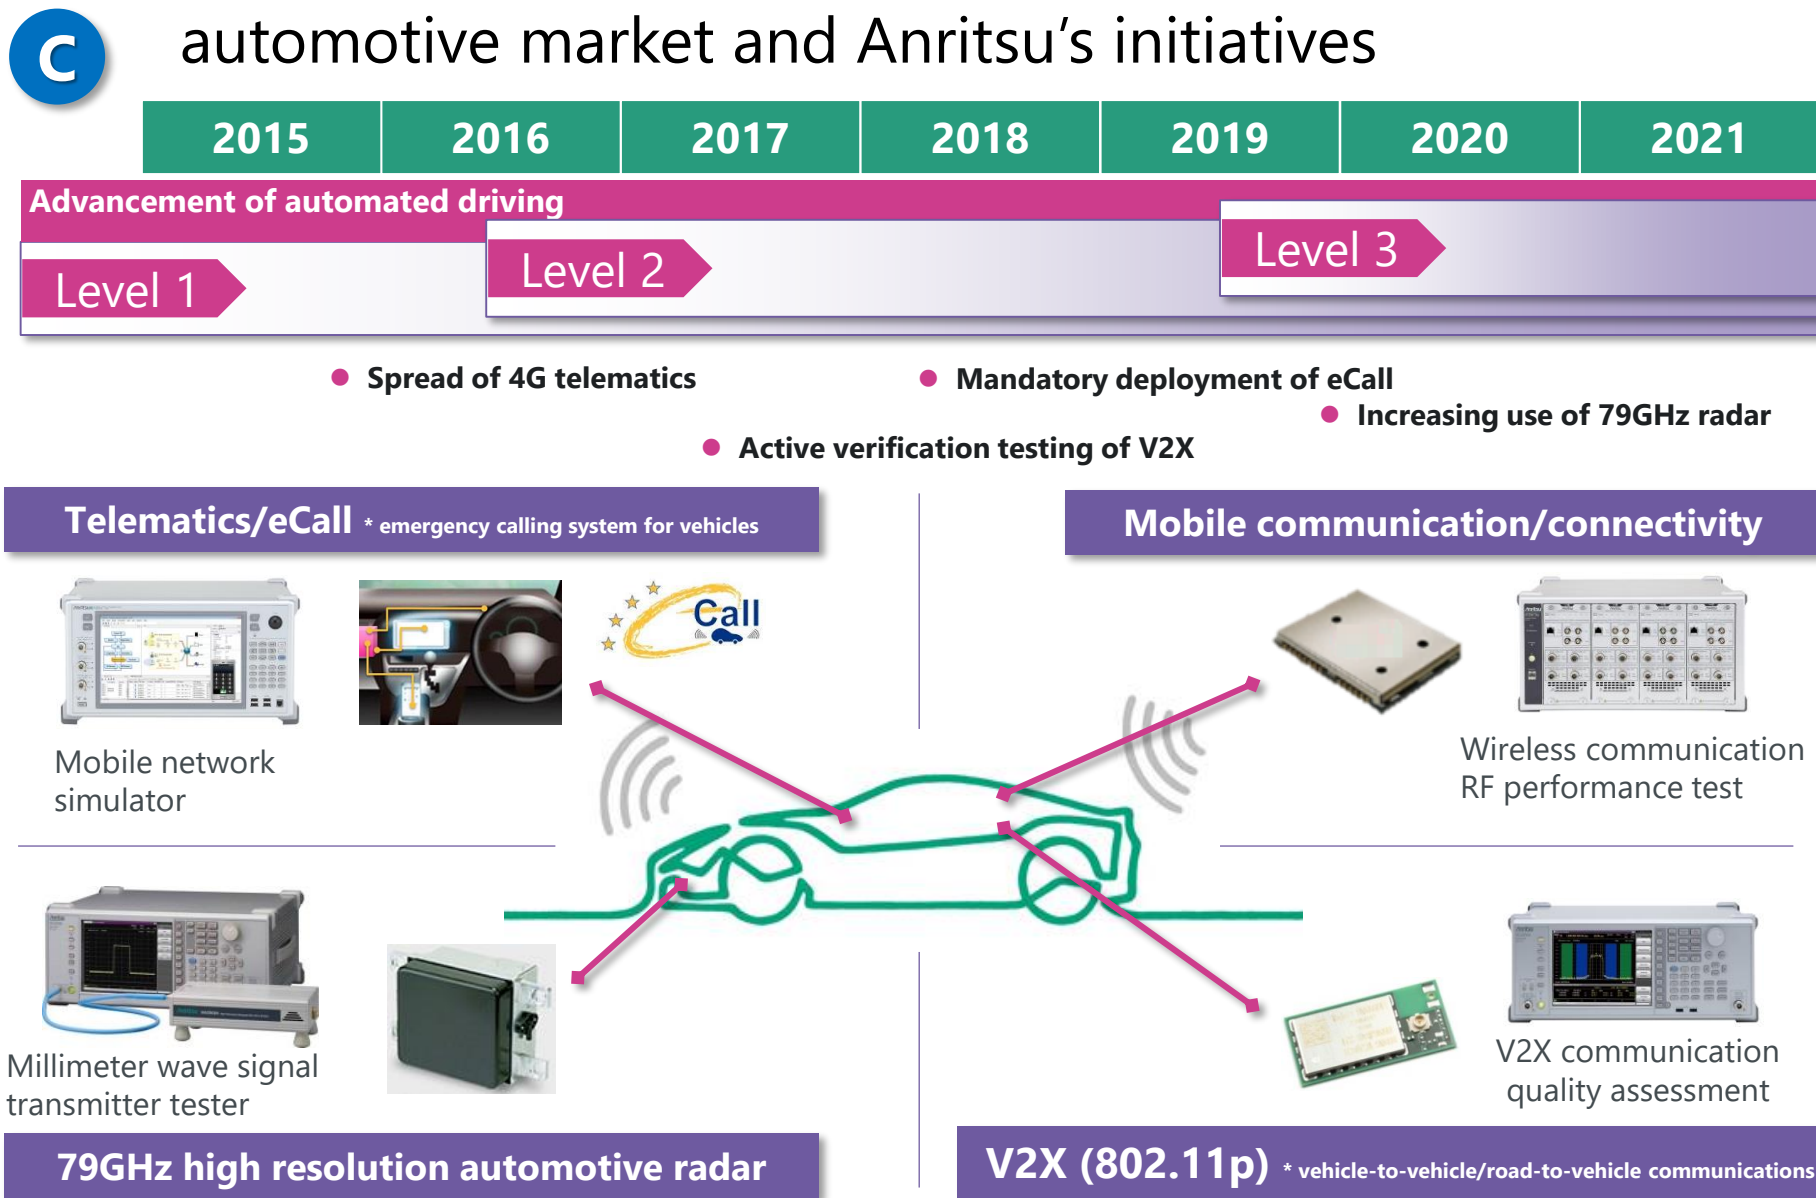 C
automotive market and Anritsu's initiatives
2015 2016 2017 2018 2019 2020 2021
Advancement of automated driving
Level 1
Level 2
Level 3
Spread of 4G telematics
Mandatory deployment of eCall
Increasing use of 79GHz radar
Active verification testing of V2X
Telematics/eCall * emergency calling system for vehicles
Mobile communication/connectivity
Call
Mobile network
simulator
Wireless communication
RF performance test
Millimeter wave signal
transmitter tester
V2X communication
quality assessment
79GHz high resolution automotive radar
V2X (802.11p) * vehicle-to-vehicle/road-to-vehicle communications